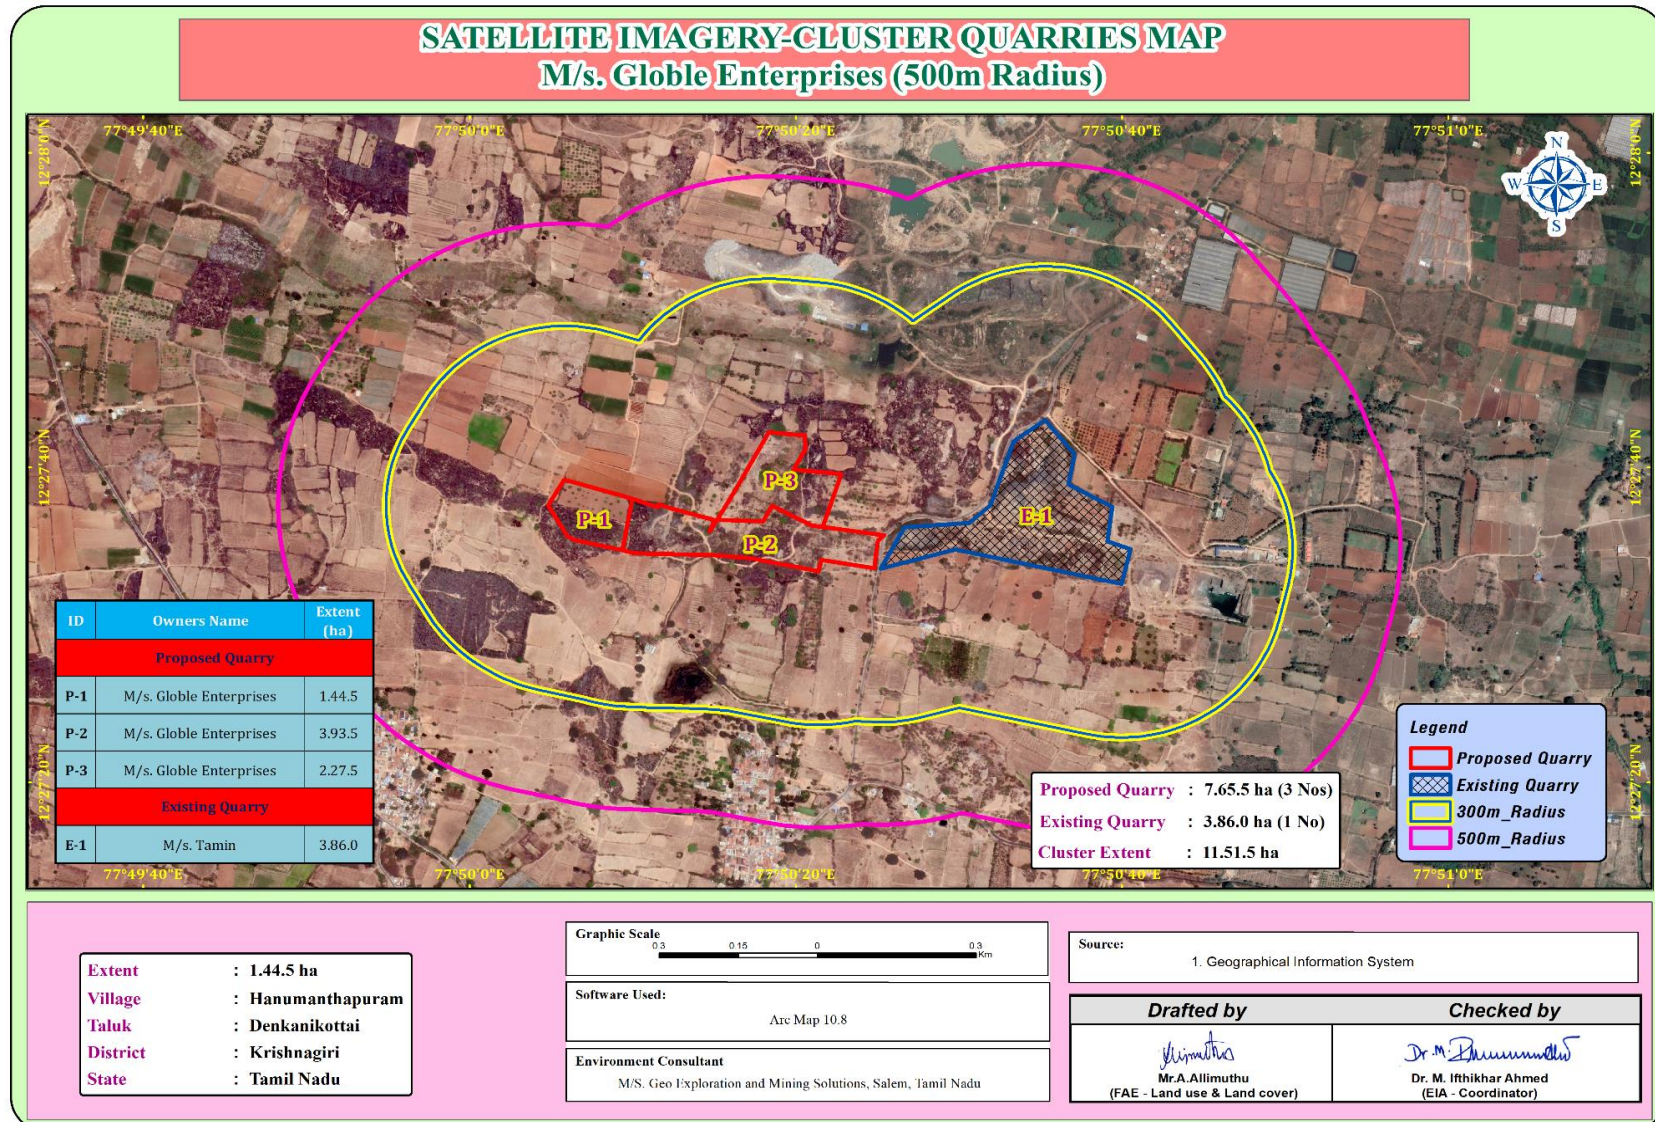 SATELLITE IMAGERY-CLUSTER QUARRIES MAP
M/s. Globle Enterprises (500m Radius)
77°49'40"E
77°50'0"E
77°50'20"E
77°50'40"E
77°51'0"E
12°28'0"N
12°28'0"N
N
W
E
S
12°27'40"N
12°27'40"N
P-3
P-1
P-2
E-1
ID Owners Name Extent (ha)
Proposed Quarry
P-1 M/s. Globle Enterprises 1.44.5
P-2 M/s. Globle Enterprises 3.93.5
P-3 M/s. Globle Enterprises 2.27.5
Existing Quarry
E-1 M/s. Tamin 3.86.0
12°27'20"N
12°27'20"N
Proposed Quarry : 7.65.5 ha (3 Nos)
Existing Quarry : 3.86.0 ha (1 No)
Cluster Extent : 11.51.5 ha
Legend
Proposed Quarry
Existing Quarry
300m_Radius
500m_Radius
77°49'40"E
77°50'0"E
77°50'20"E
77°50'40"E
77°51'0"E
Extent : 1.44.5 ha
Village : Hanumanthapuram
Taluk : Denkanikottai
District : Krishnagiri
State : Tamil Nadu
Graphic Scale
0.3 0.15 0 0.3
Km
Software Used:
Arc Map 10.8
Environment Consultant
M/S. Geo Exploration and Mining Solutions, Salem, Tamil Nadu
Source:
1. Geographical Information System
Drafted by
Mr.A.Allimuthu
(FAE - Land use & Land cover)
Checked by
Dr. M. Ifthikhar Ahmed
(EIA - Coordinator)